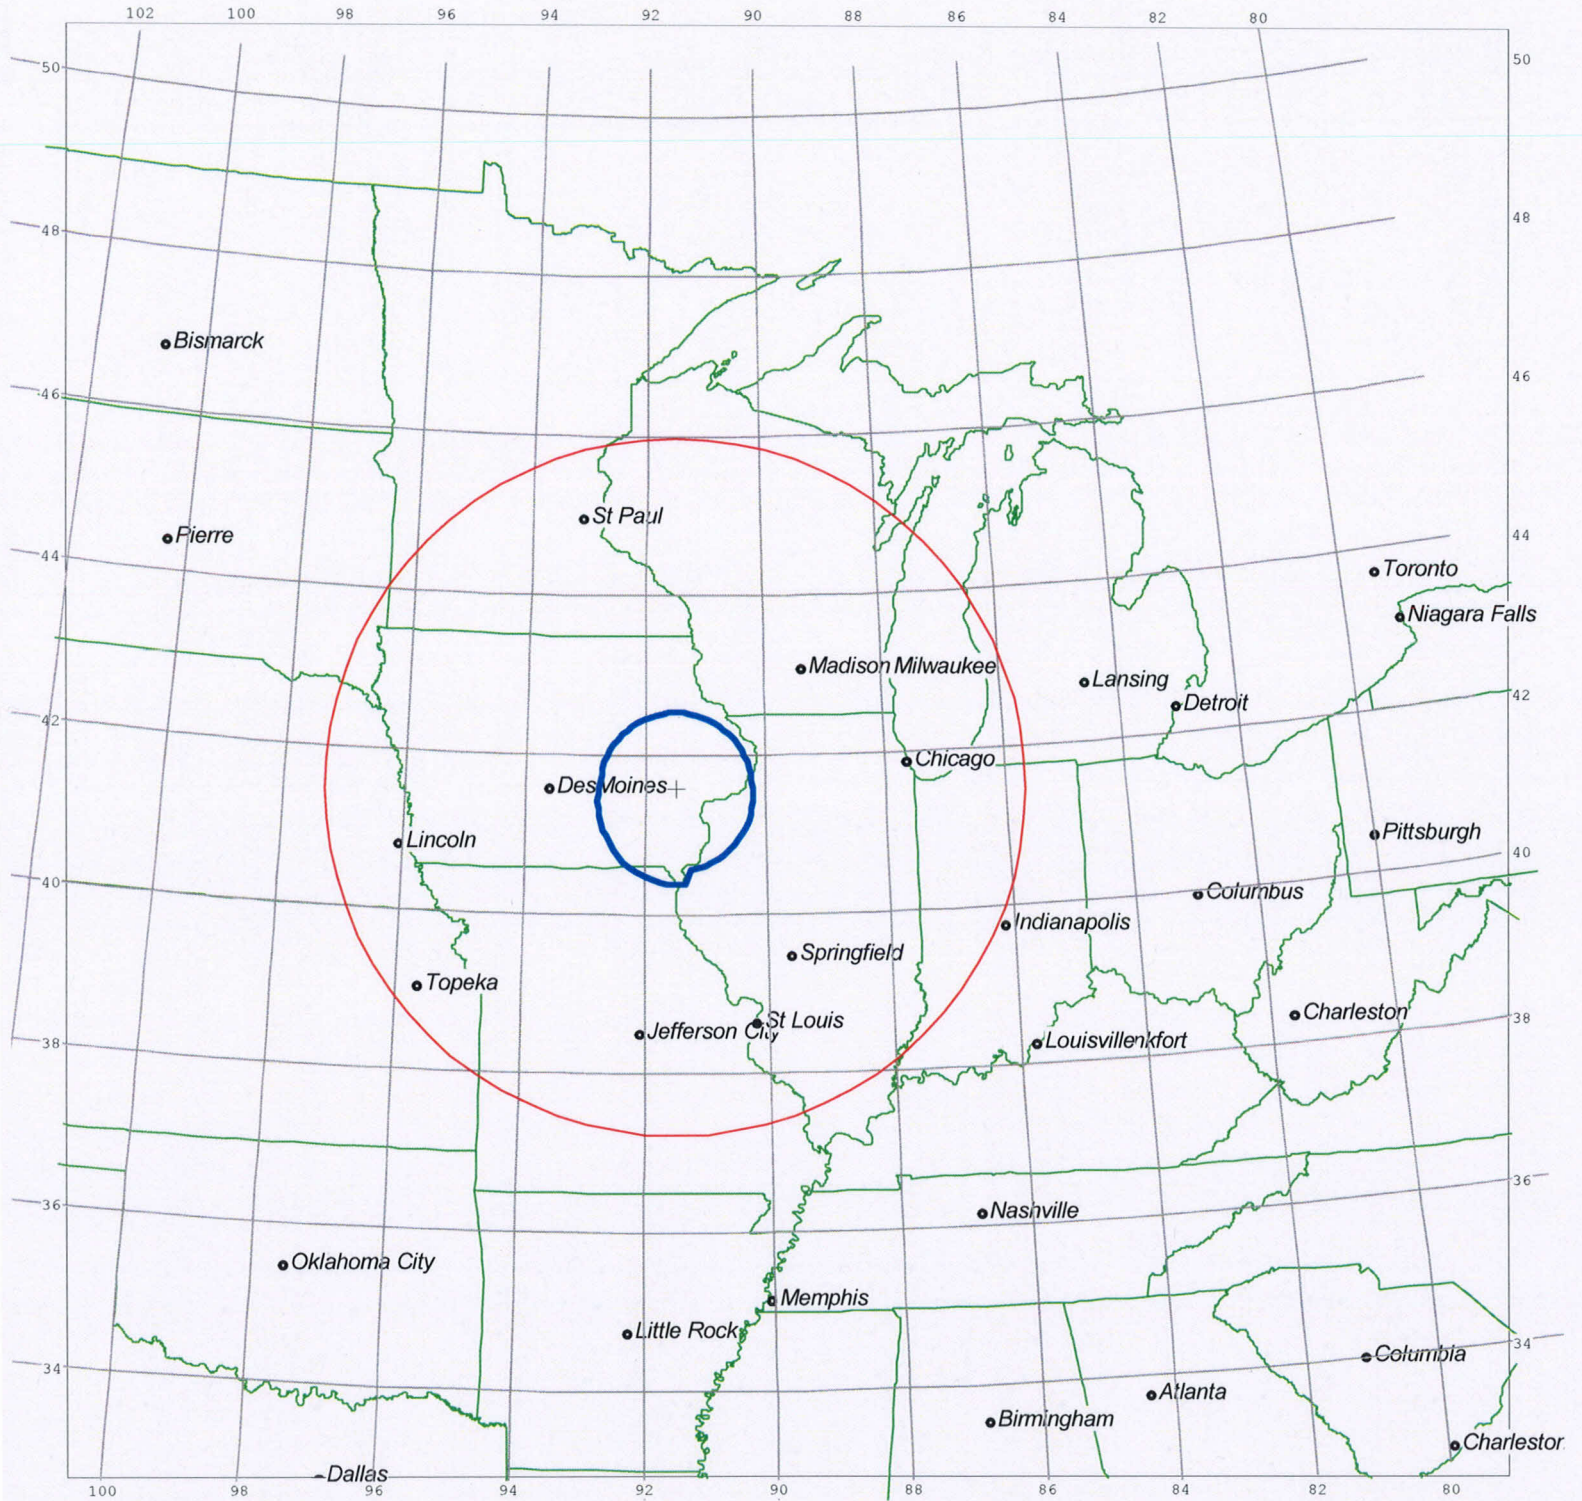 102 100 98 96 94 92 90 88 86 84 82 80
50 50
48 48
Bismarck
46 46
St Paul
Pierre
44 44
Toronto
Niagara Falls
Madison Milwaukee
Lansing
Detroit
42 42
Chicago
Des Moines
Lincoln
Pittsburgh
40 40
Columbus
Indianapolis
Springfield
Topeka
Charleston
St Louis
Jefferson City
38 38
Louisvillenkfort
36 36
Nashville
Oklahoma City
Memphis
Little Rock
34 34
Columbia
Atlanta
Birmingham
Charleston
Dallas
100 98 96 94 92 90 88 86 84 82 80